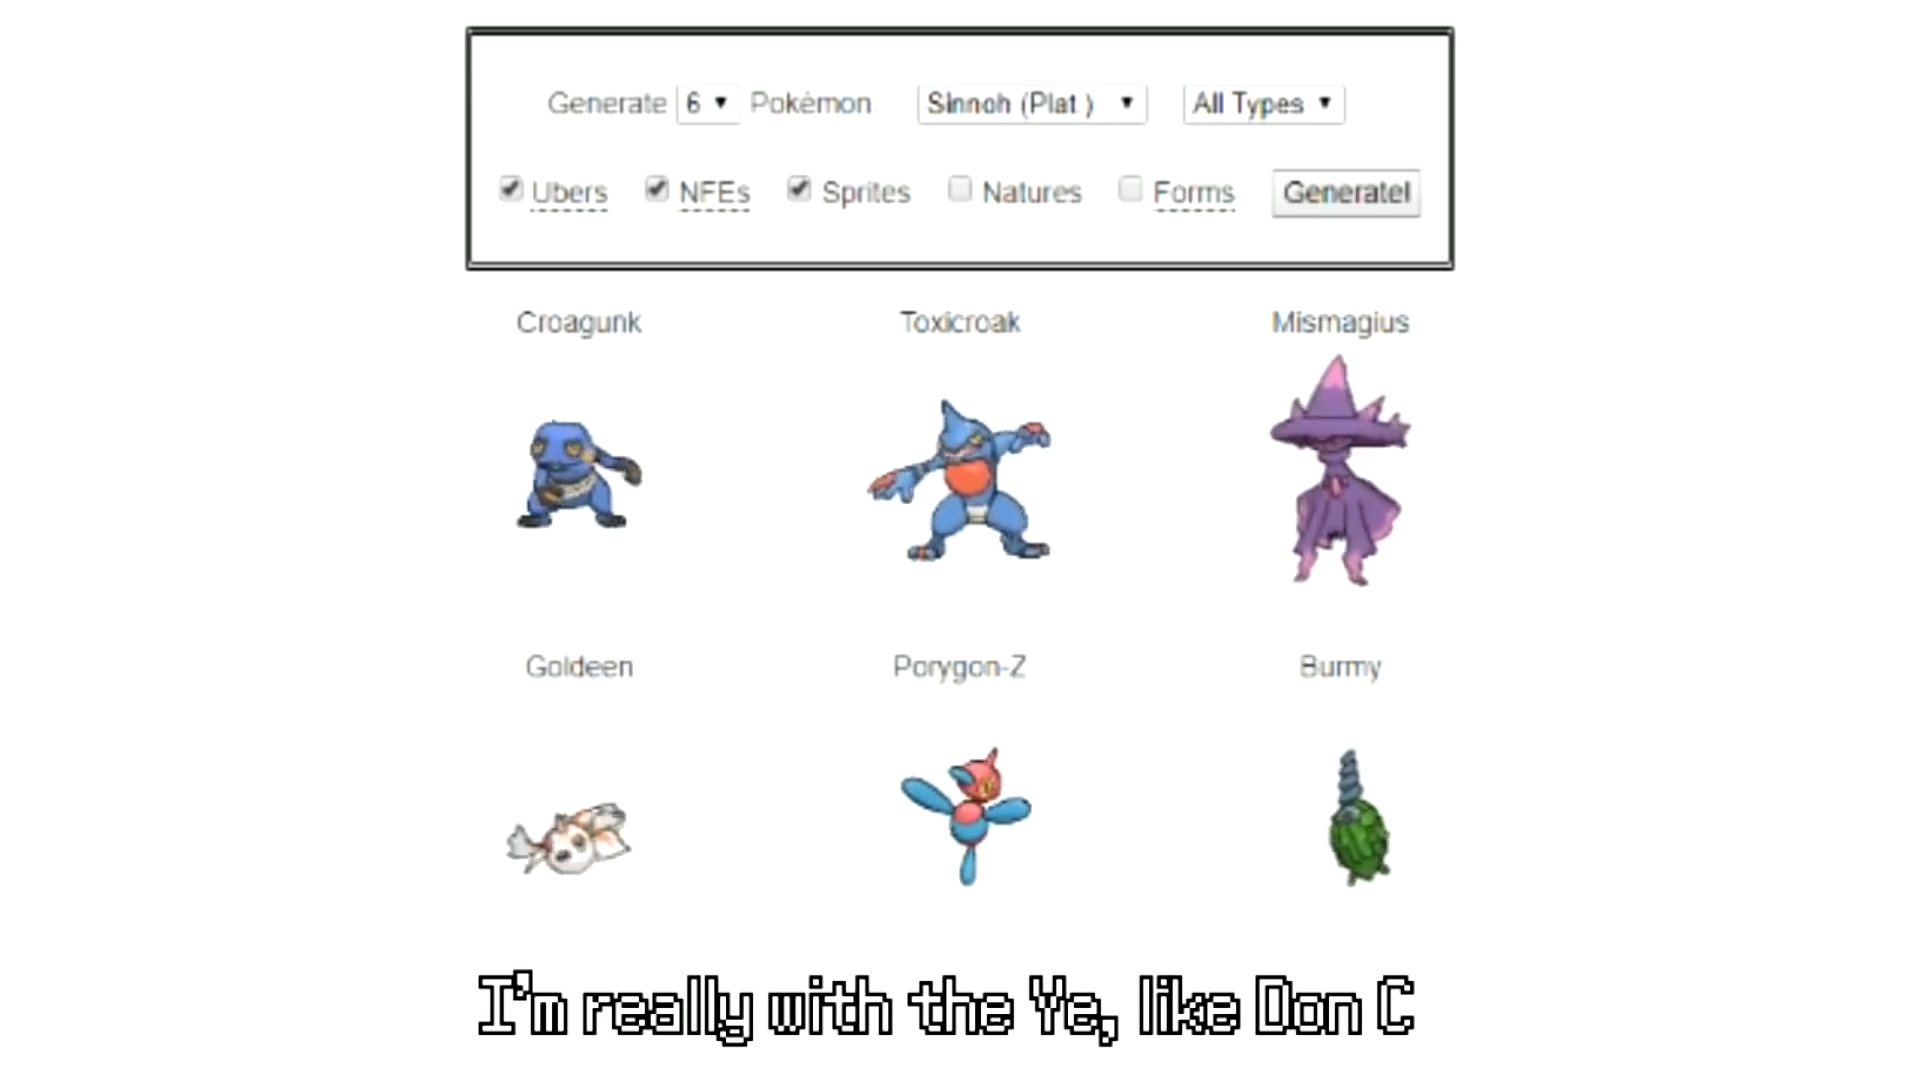 Generate 6 Pokémon Sinnoh (Plat.) All Types
Ubers NFEs Sprites Natures Forms Generate!
Croagunk Toxicroak Mismagius
Goldeen Porygon-Z Burmy
I'm really with the Ye, like Don C